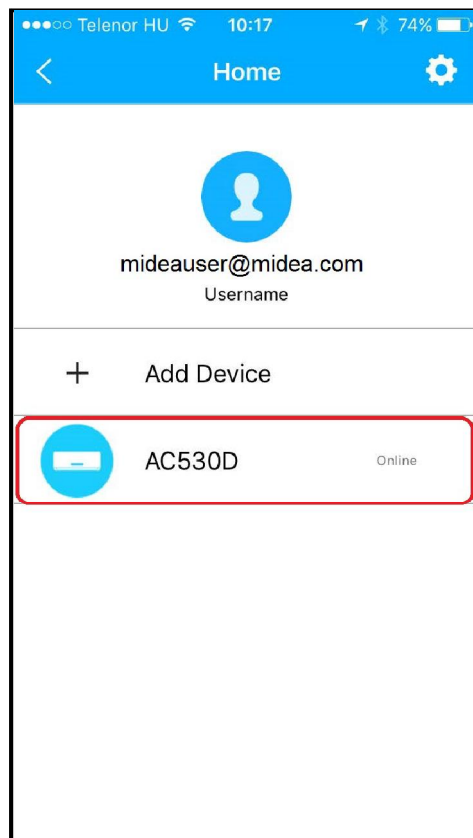 Telenor HU 10:17 74%
Home
mideauser@midea.com
Username
+ Add Device
AC530D Online